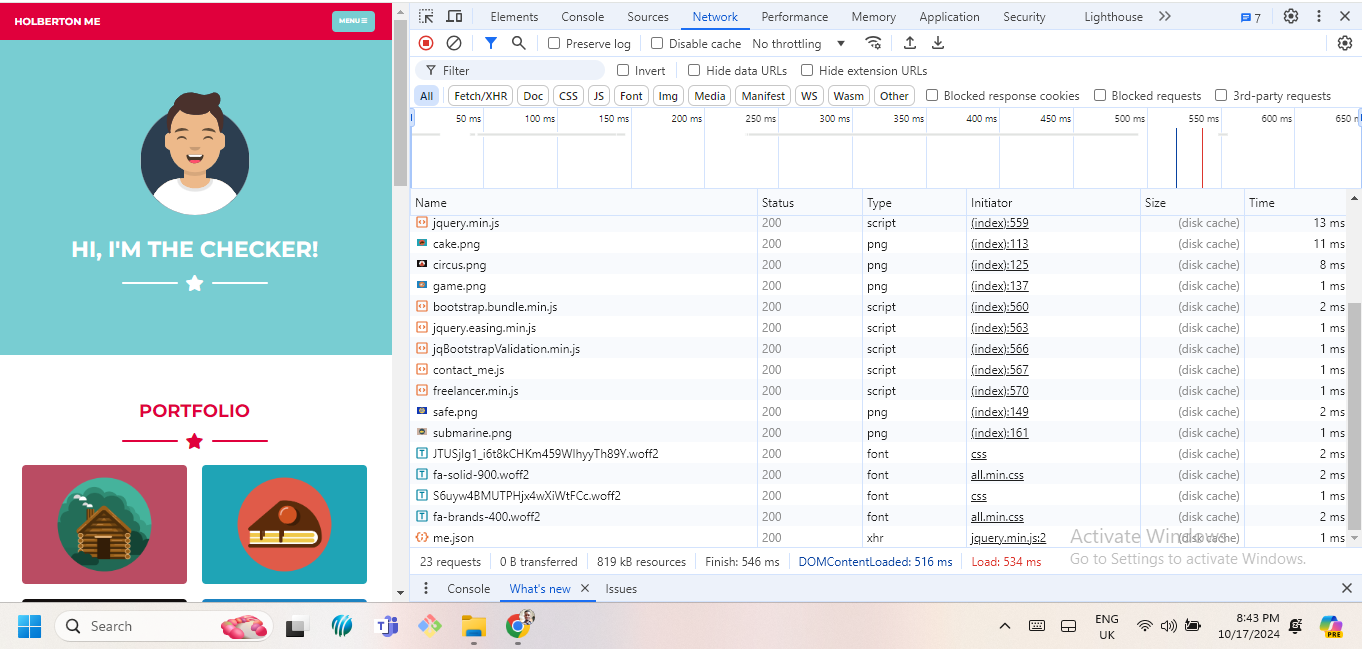 HOLBERTON ME
MENU
HI, I'M THE CHECKER!
PORTFOLIO
Elements Console Sources Network Performance Memory Application Security Lighthouse 7
Preserve log Disable cache No throttling
Filter Invert Hide data URLs Hide extension URLs
All Fetch/XHR Doc CSS JS Font Img Media Manifest WS Wasm Other Blocked response cookies Blocked requests 3rd-party requests
50 ms 100 ms 150 ms 200 ms 250 ms 300 ms 350 ms 400 ms 450 ms 500 ms 550 ms 600 ms 650 m
Name Status Type Initiator Size Time
jquery.min.js 200 script (index):559 (disk cache) 13 ms
cake.png 200 png (index):113 (disk cache) 11 ms
circus.png 200 png (index):125 (disk cache) 8 ms
game.png 200 png (index):137 (disk cache) 1 ms
bootstrap.bundle.min.js 200 script (index):560 (disk cache) 2 ms
jquery.easing.min.js 200 script (index):563 (disk cache) 1 ms
jqBootstrapValidation.min.js 200 script (index):566 (disk cache) 1 ms
contact_me.js 200 script (index):567 (disk cache) 1 ms
freelancer.min.js 200 script (index):570 (disk cache) 1 ms
safe.png 200 png (index):149 (disk cache) 2 ms
submarine.png 200 png (index):161 (disk cache) 1 ms
JTUSjIg1_i6t8kCHKm459WlhyyTh89Y.woff2 200 font css (disk cache) 2 ms
fa-solid-900.woff2 200 font all.min.css (disk cache) 2 ms
S6uyw4BMUTPHjx4wXiWtFCc.woff2 200 font css (disk cache) 1 ms
fa-brands-400.woff2 200 font all.min.css (disk cache) 2 ms
me.json 200 xhr jquery.min.js:2 (disk cache) 1 ms
Activate Windows
Go to Settings to activate Windows.
23 requests 0 B transferred 819 kB resources Finish: 546 ms DOMContentLoaded: 516 ms Load: 534 ms
Console What's new Issues
Search
ENG
UK
8:43 PM
10/17/2024
PRE